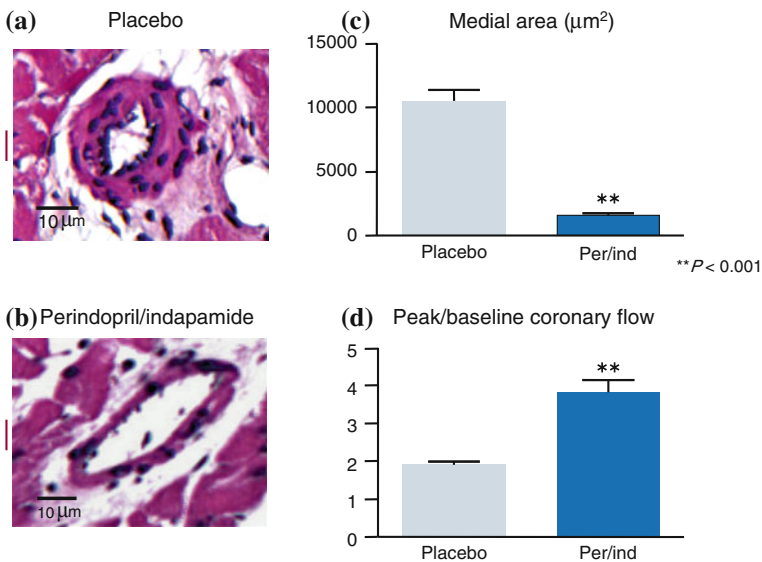 (a) Placebo
10 µm
(b) Perindopril/indapamide
10 µm
(c) Medial area (µm²)
15000
10000
5000
0
**
Placebo Per/ind
**P < 0.001
(d) Peak/baseline coronary flow
5
4
3
2
1
0
**
Placebo Per/ind